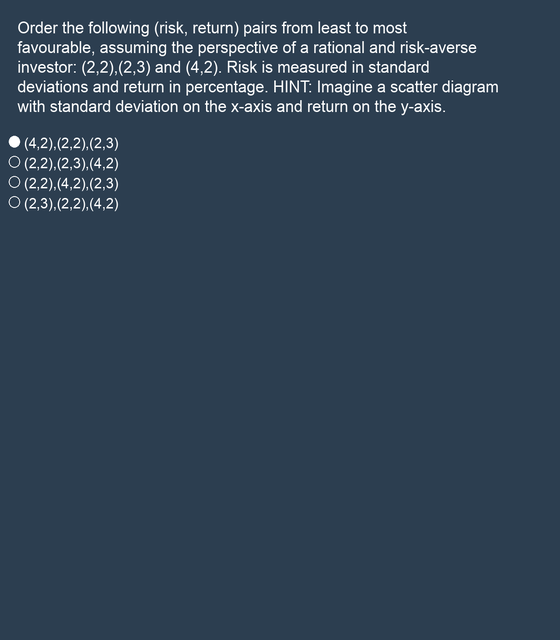 Order the following (risk, return) pairs from least to most
favourable, assuming the perspective of a rational and risk-averse
investor: (2,2),(2,3) and (4,2). Risk is measured in standard
deviations and return in percentage. HINT: Imagine a scatter diagram
with standard deviation on the x-axis and return on the y-axis.
(4,2),(2,2),(2,3)
(2,2),(2,3),(4,2)
(2,2),(4,2),(2,3)
(2,3),(2,2),(4,2)